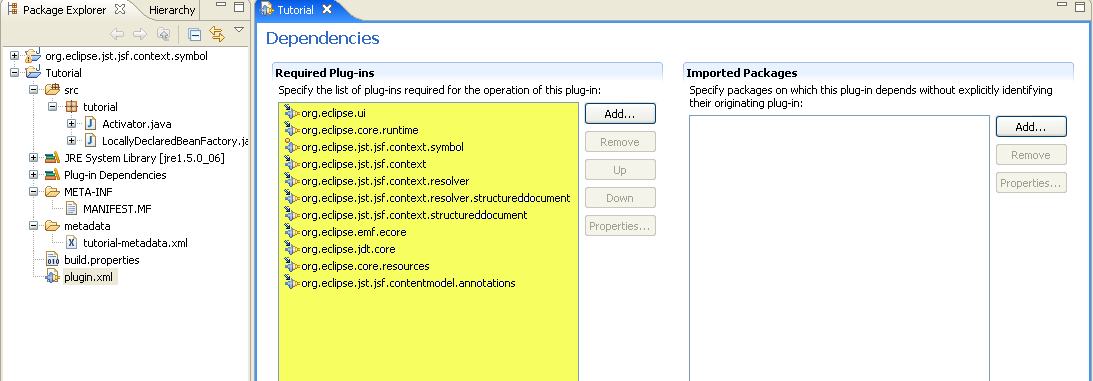 Package Explorer
Hierarchy
org.eclipse.jst.jsf.context.symbol
Tutorial
src
tutorial
Activator.java
LocallyDeclaredBeanFactory.ja
JRE System Library [jre1.5.0_06]
Plug-in Dependencies
META-INF
MANIFEST.MF
metadata
tutorial-metadata.xml
build.properties
plugin.xml
Tutorial
Dependencies
Required Plug-ins
Specify the list of plug-ins required for the operation of this plug-in:
org.eclipse.ui
org.eclipse.core.runtime
org.eclipse.jst.jsf.context.symbol
org.eclipse.jst.jsf.context
org.eclipse.jst.jsf.context.resolver
org.eclipse.jst.jsf.context.resolver.structureddocument
org.eclipse.jst.jsf.context.structureddocument
org.eclipse.emf.ecore
org.eclipse.jdt.core
org.eclipse.core.resources
org.eclipse.jst.jsf.contentmodel.annotations
Add...
Remove
Up
Down
Properties...
Imported Packages
Specify packages on which this plug-in depends without explicitly identifying
their originating plug-in:
Add...
Remove
Properties...